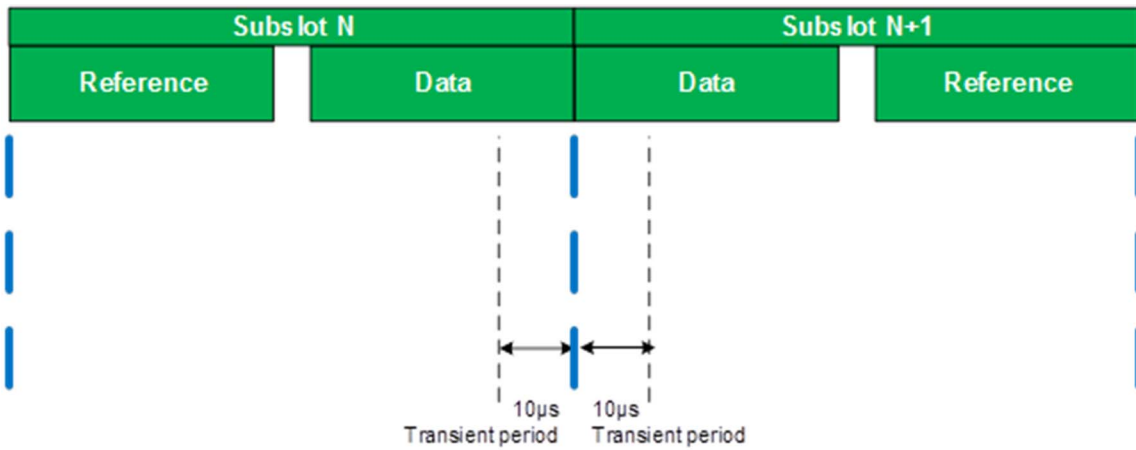 Subslot N Subslot N+1
Reference Data Data Reference
10µs 10µs
Transient period Transient period